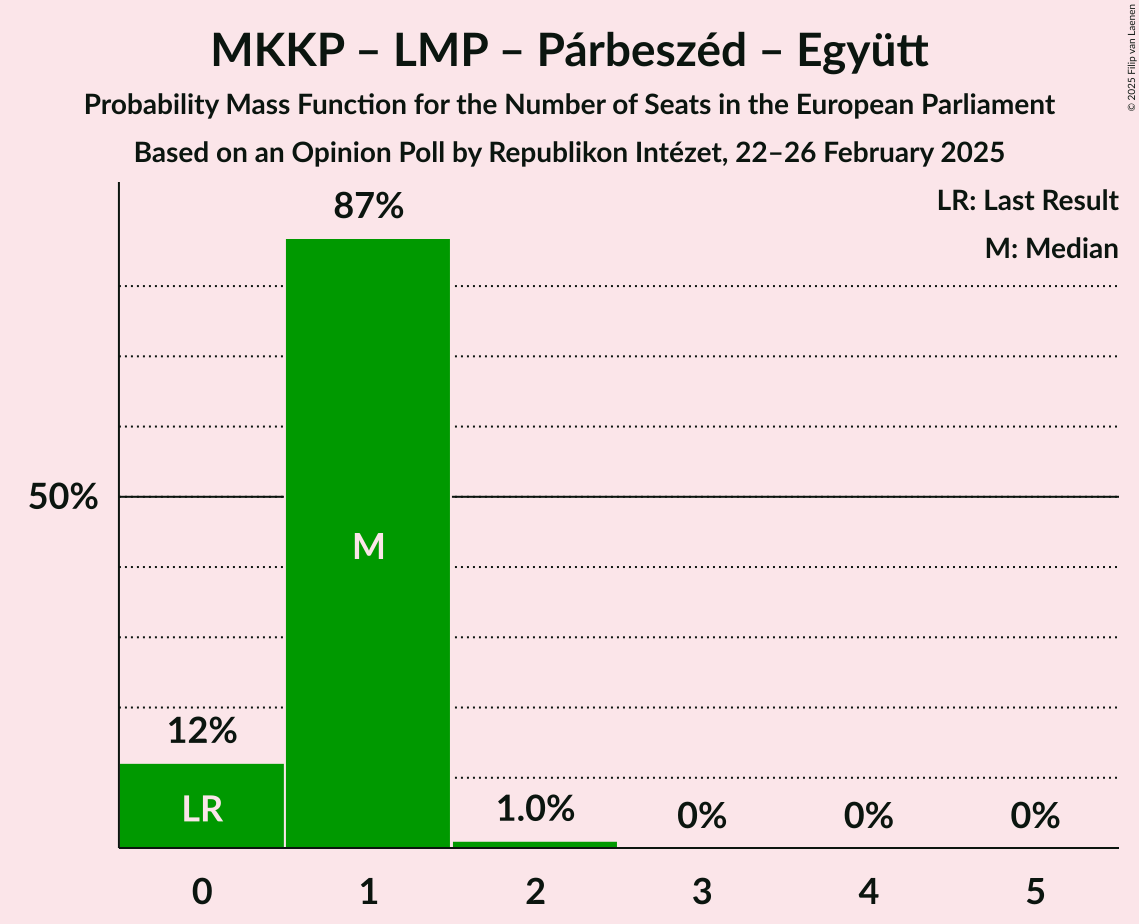 MKKP – LMP – Párbeszéd – Együtt
Probability Mass Function for the Number of Seats in the European Parliament
Based on an Opinion Poll by Republikon Intézet, 22–26 February 2025
© 2025 Filip van Laenen
LR: Last Result
M: Median
87%
50%
M
12%
LR
1.0%
0%
0%
0%
0
1
2
3
4
5